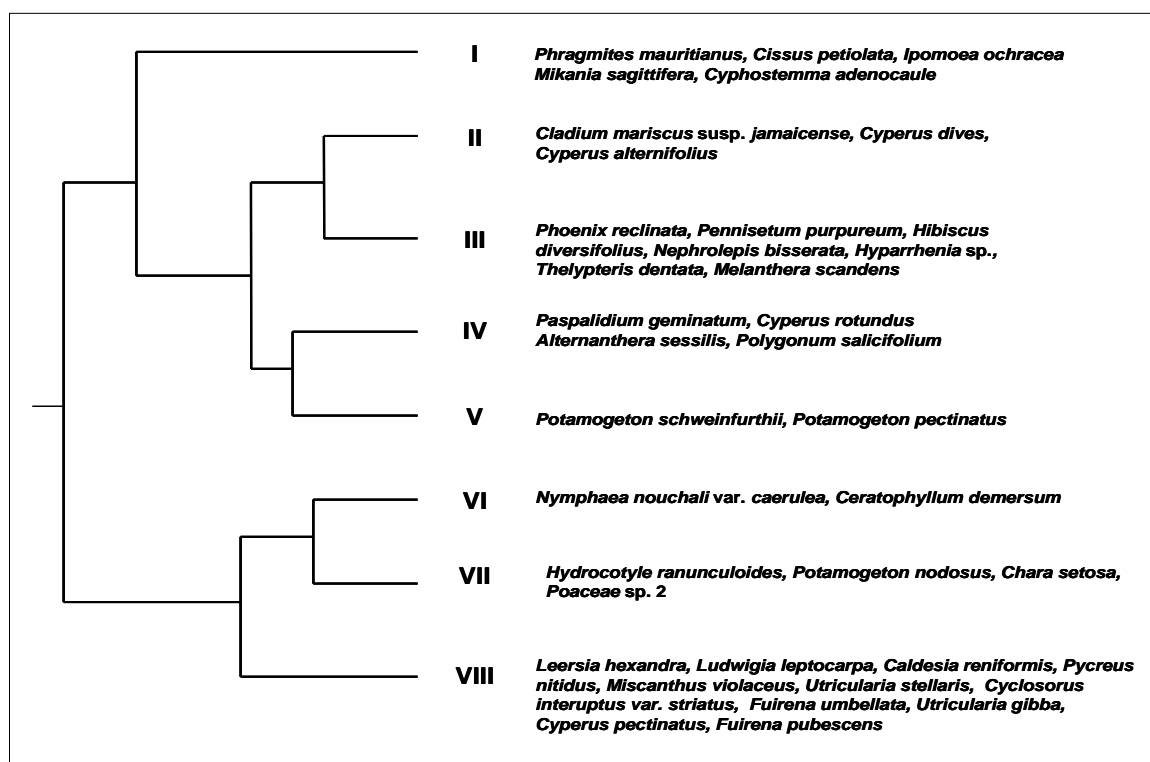 I
Phragmites mauritianus, Cissus petiolata, Ipomoea ochracea
Mikania sagittifera, Cyphostemma adenocaule
II
Cladium mariscus susp. jamaicense, Cyperus dives,
Cyperus alternifolius
III
Phoenix reclinata, Pennisetum purpureum, Hibiscus
diversifolius, Nephrolepis bisserata, Hyparrhenia sp.,
Thelypteris dentata, Melanthera scandens
IV
Paspalidium geminatum, Cyperus rotundus
Alternanthera sessilis, Polygonum salicifolium
V
Potamogeton schweinfurthii, Potamogeton pectinatus
VI
Nymphaea nouchali var. caerulea, Ceratophyllum demersum
VII
Hydrocotyle ranunculoides, Potamogeton nodosus, Chara setosa,
Poaceae sp. 2
VIII
Leersia hexandra, Ludwigia leptocarpa, Caldesia reniformis, Pycreus
nitidus, Miscanthus violaceus, Utricularia stellaris, Cyclosorus
interuptus var. striatus, Fuirena umbellata, Utricularia gibba,
Cyperus pectinatus, Fuirena pubescens